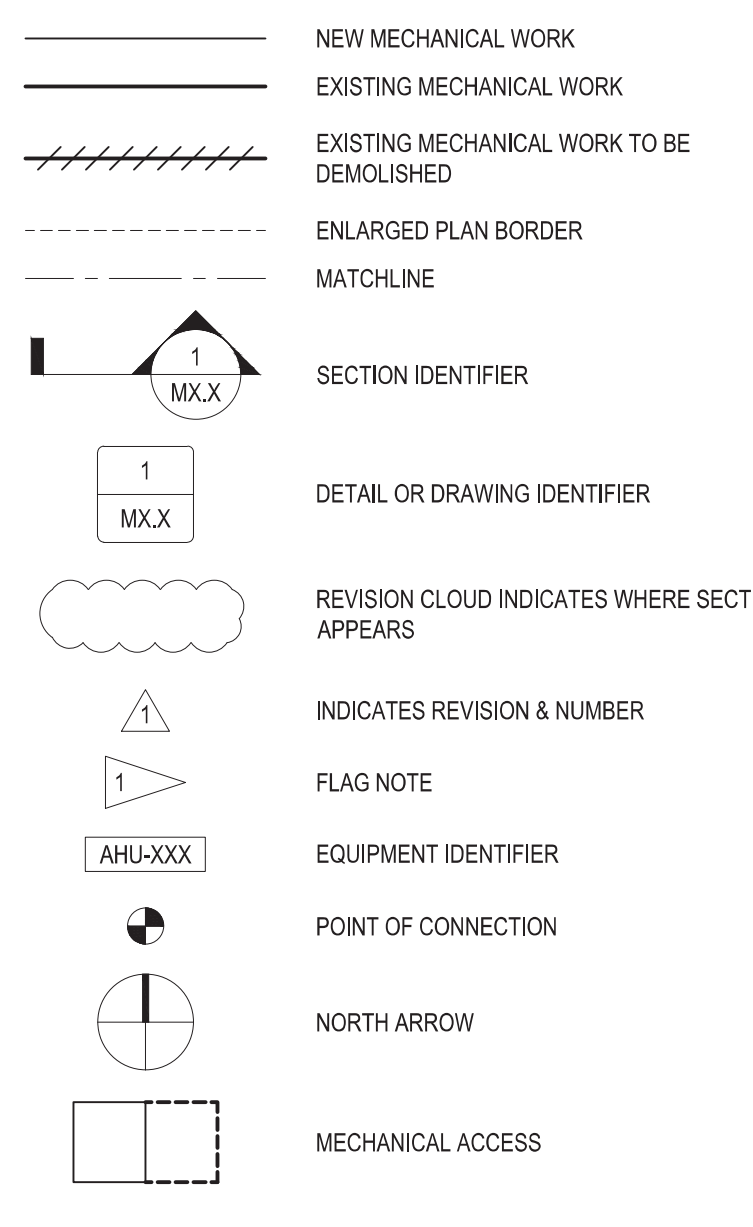 NEW MECHANICAL WORK
EXISTING MECHANICAL WORK
EXISTING MECHANICAL WORK TO BE
DEMOLISHED
ENLARGED PLAN BORDER
MATCHLINE
1
MX.X
SECTION IDENTIFIER
1
MX.X
DETAIL OR DRAWING IDENTIFIER
REVISION CLOUD INDICATES WHERE SECT
APPEARS
1
INDICATES REVISION & NUMBER
1
FLAG NOTE
AHU-XXX
EQUIPMENT IDENTIFIER
POINT OF CONNECTION
NORTH ARROW
MECHANICAL ACCESS